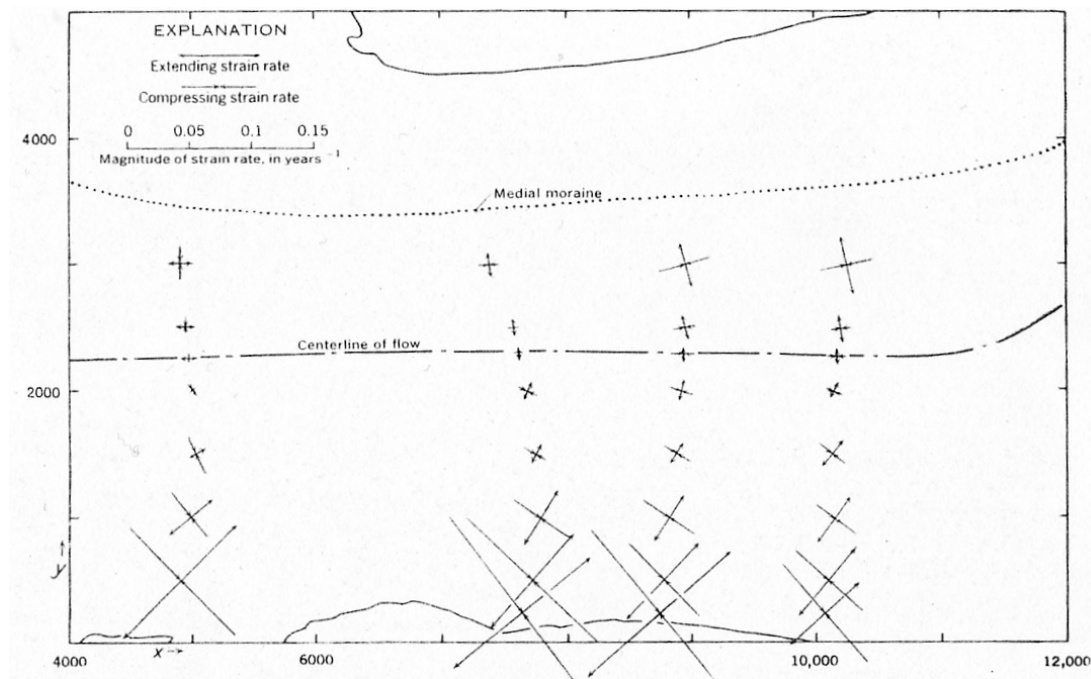 EXPLANATION
Extending strain rate
Compressing strain rate
0 0.05 0.1 0.15
Magnitude of strain rate, in years ⁻¹
4000
Medial moraine
Centerline of flow
2000
y→
4000 x→ 6000 8000 10,000 12,000